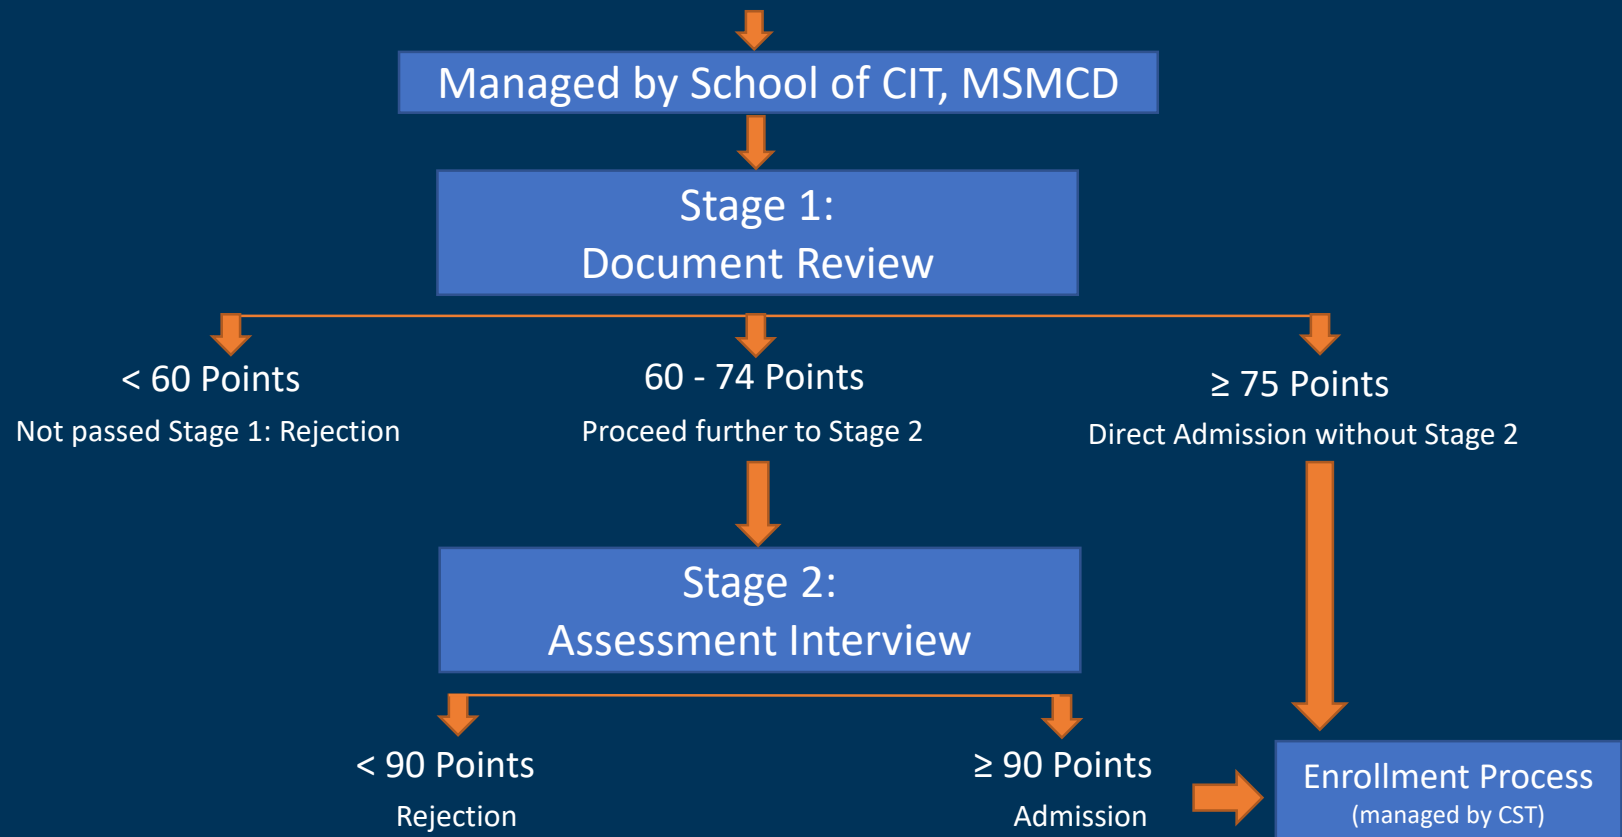 Managed by School of CIT, MSMCD
Stage 1:
Document Review
< 60 Points
Not passed Stage 1: Rejection
60 - 74 Points
Proceed further to Stage 2
≥ 75 Points
Direct Admission without Stage 2
Stage 2:
Assessment Interview
< 90 Points
Rejection
≥ 90 Points
Admission
Enrollment Process
(managed by CST)